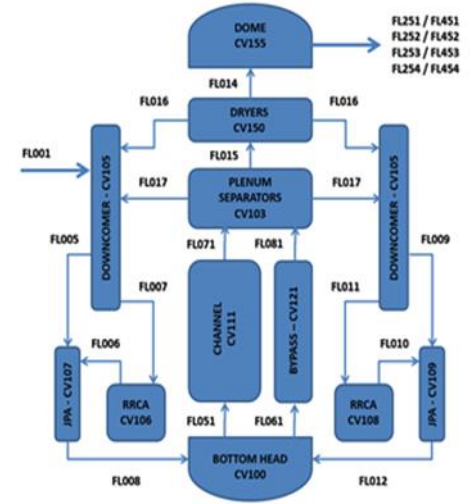 DOME
CV155
FL251 / FL451
FL252 / FL452
FL253 / FL453
FL254 / FL454
FL014
FL016
DRYERS
CV150
FL016
FL001
FL015
DOWNCOMER - CV105
FL017
PLENUM
SEPARATORS
CV103
FL017
DOWNCOMER - CV105
FL005
FL071
FL081
FL009
FL007
CHANNEL
CV111
BYPASS – CV121
FL011
FL006
FL010
JPA - CV107
RRCA
CV106
RRCA
CV108
JPA - CV109
FL051
FL061
BOTTOM HEAD
CV100
FL008
FL012